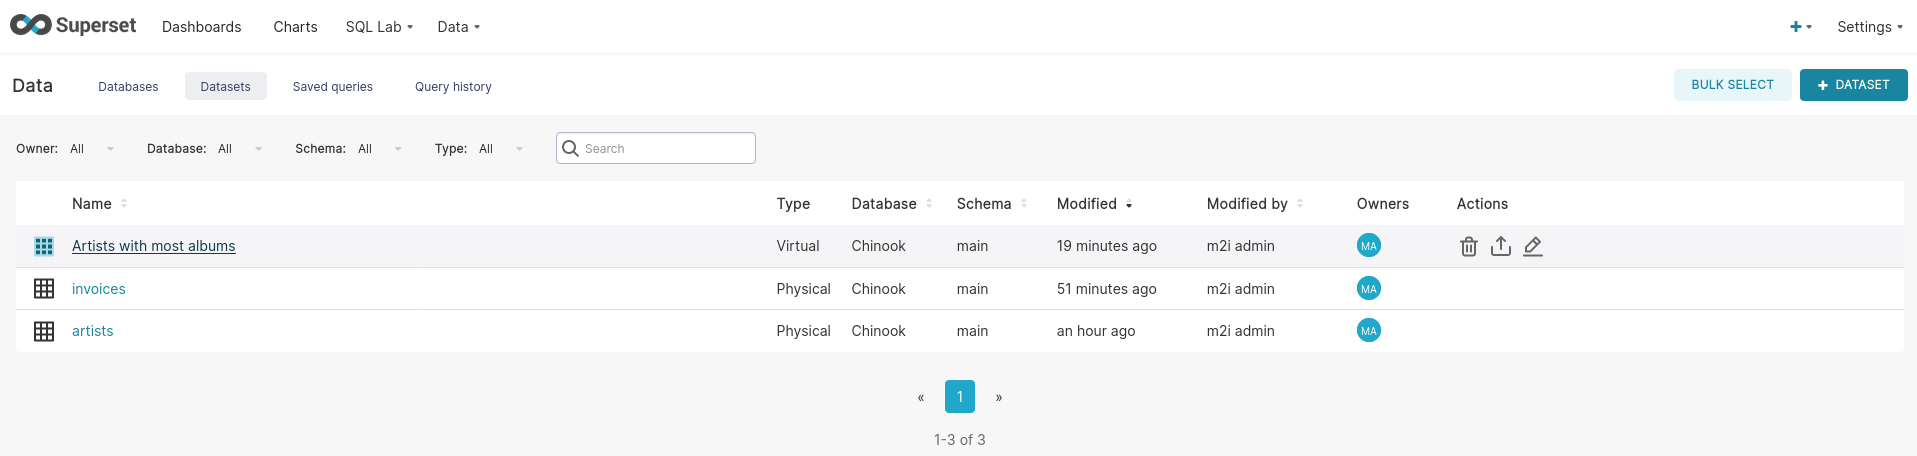 Superset Dashboards Charts SQL Lab Data + Settings
Data Databases Datasets Saved queries Query history BULK SELECT + DATASET
Owner: All Database: All Schema: All Type: All Search
Name Type Database Schema Modified Modified by Owners Actions
Artists with most albums Virtual Chinook main 19 minutes ago m2i admin MA
invoices Physical Chinook main 51 minutes ago m2i admin MA
artists Physical Chinook main an hour ago m2i admin MA
« 1 »
1-3 of 3